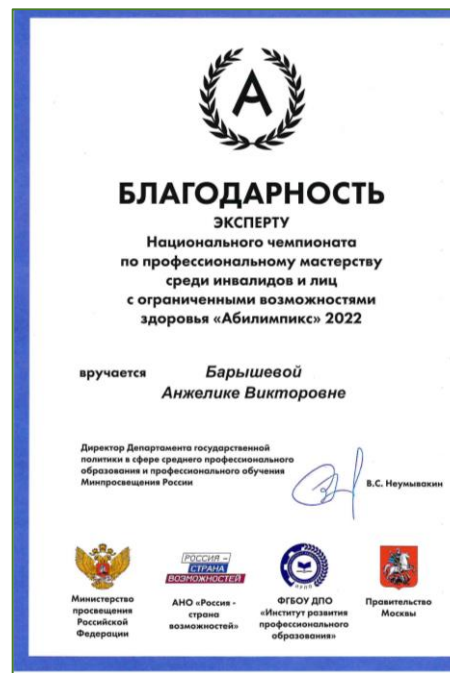 А
БЛАГОДАРНОСТЬ
ЭКСПЕРТУ
Национального чемпионата
по профессиональному мастерству
среди инвалидов и лиц
с ограниченными возможностями
здоровья «Абилимпикс» 2022
вручается Барышевой
Анжелике Викторовне
Директор Департамента государственной
политики в сфере среднего профессионального
образования и профессионального обучения
Минпросвещения России
В.С. Неумывакин
Министерство
просвещения
Российской
Федерации
РОССИЯ –
СТРАНА
ВОЗМОЖНОСТЕЙ
АНО «Россия -
страна
возможностей»
ФГБОУ ДПО
«Институт развития
профессионального
образования»
Правительство
Москвы